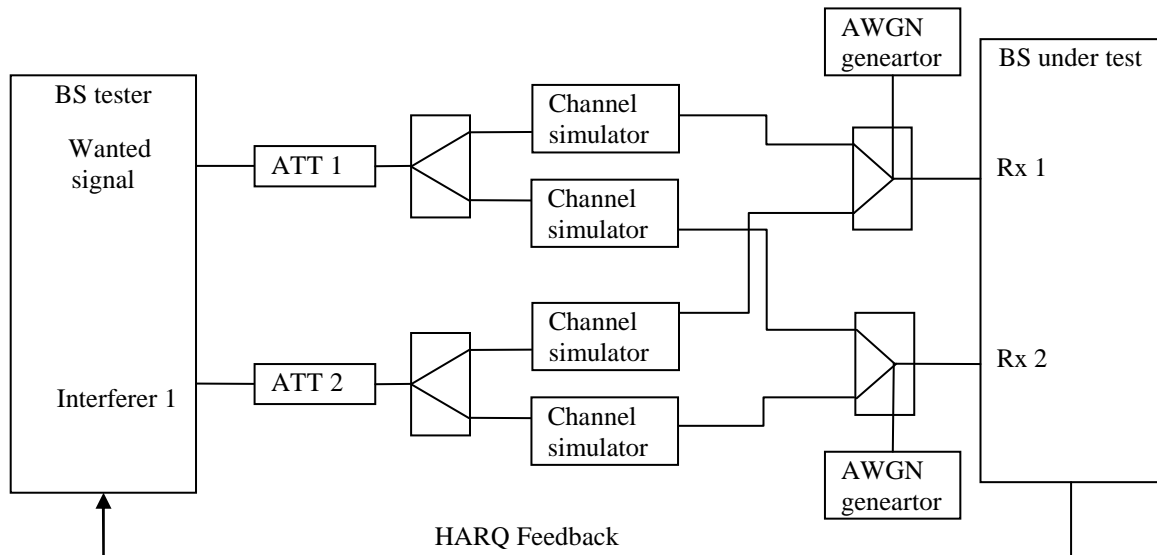 AWGN
geneartor
BS under test
BS tester
Wanted
signal
ATT 1
Channel
simulator
Channel
simulator
Rx 1
Interferer 1
ATT 2
Channel
simulator
Channel
simulator
Rx 2
AWGN
geneartor
HARQ Feedback